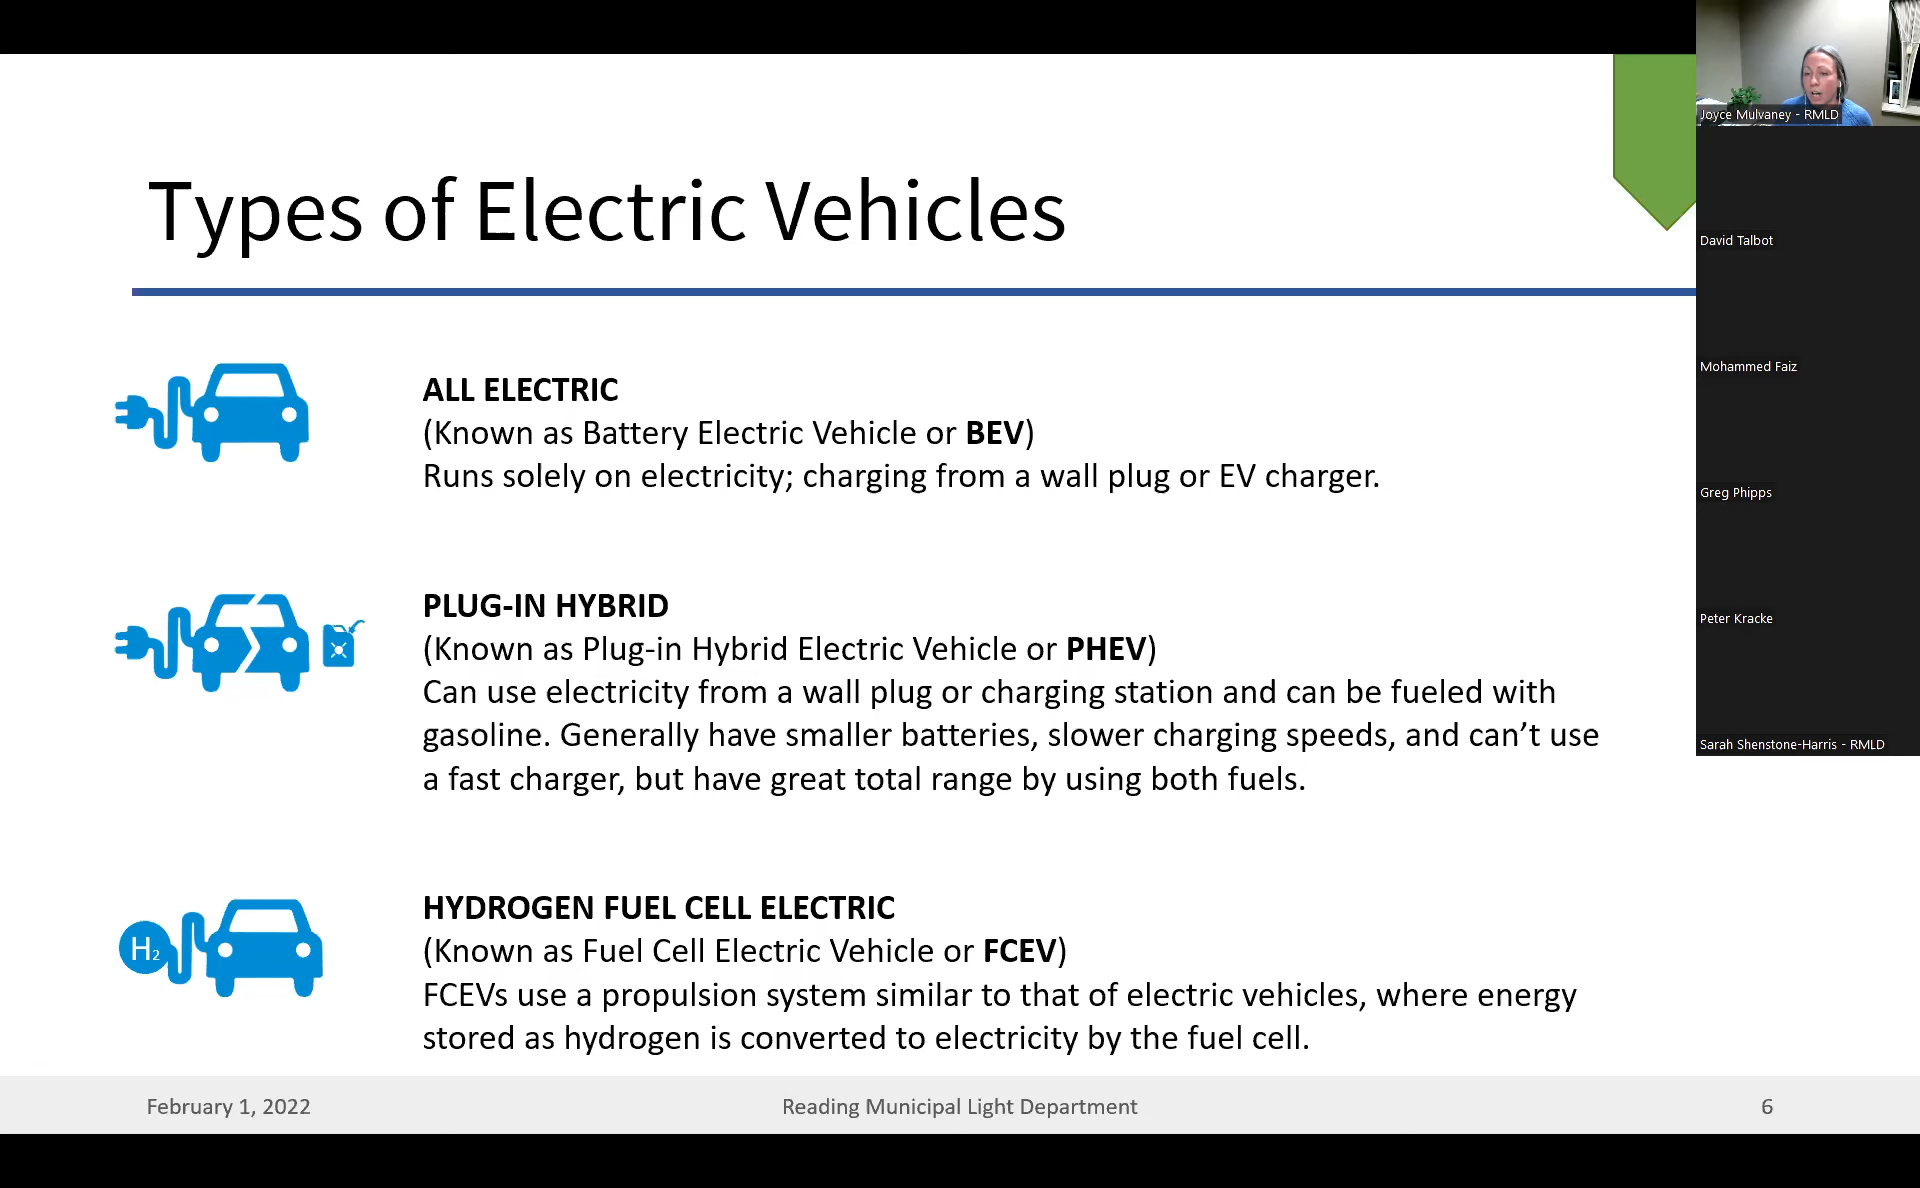 Types of Electric Vehicles
ALL ELECTRIC
(Known as Battery Electric Vehicle or BEV)
Runs solely on electricity; charging from a wall plug or EV charger.
PLUG-IN HYBRID
(Known as Plug-in Hybrid Electric Vehicle or PHEV)
Can use electricity from a wall plug or charging station and can be fueled with
gasoline. Generally have smaller batteries, slower charging speeds, and can’t use
a fast charger, but have great total range by using both fuels.
H₂
HYDROGEN FUEL CELL ELECTRIC
(Known as Fuel Cell Electric Vehicle or FCEV)
FCEVs use a propulsion system similar to that of electric vehicles, where energy
stored as hydrogen is converted to electricity by the fuel cell.
February 1, 2022
Reading Municipal Light Department
6
Joyce Mulvaney - RMLD
David Talbot
Mohammed Faiz
Greg Phipps
Peter Kracke
Sarah Shenstone-Harris - RMLD